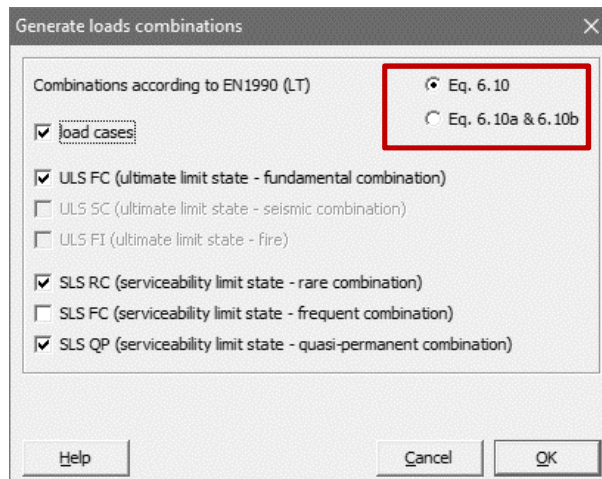 Generate loads combinations
Combinations according to EN1990 (LT)
Eq. 6.10
Eq. 6.10a & 6.10b
load cases
ULS FC (ultimate limit state - fundamental combination)
ULS SC (ultimate limit state - seismic combination)
ULS FI (ultimate limit state - fire)
SLS RC (serviceability limit state - rare combination)
SLS FC (serviceability limit state - frequent combination)
SLS QP (serviceability limit state - quasi-permanent combination)
Help
Cancel
OK